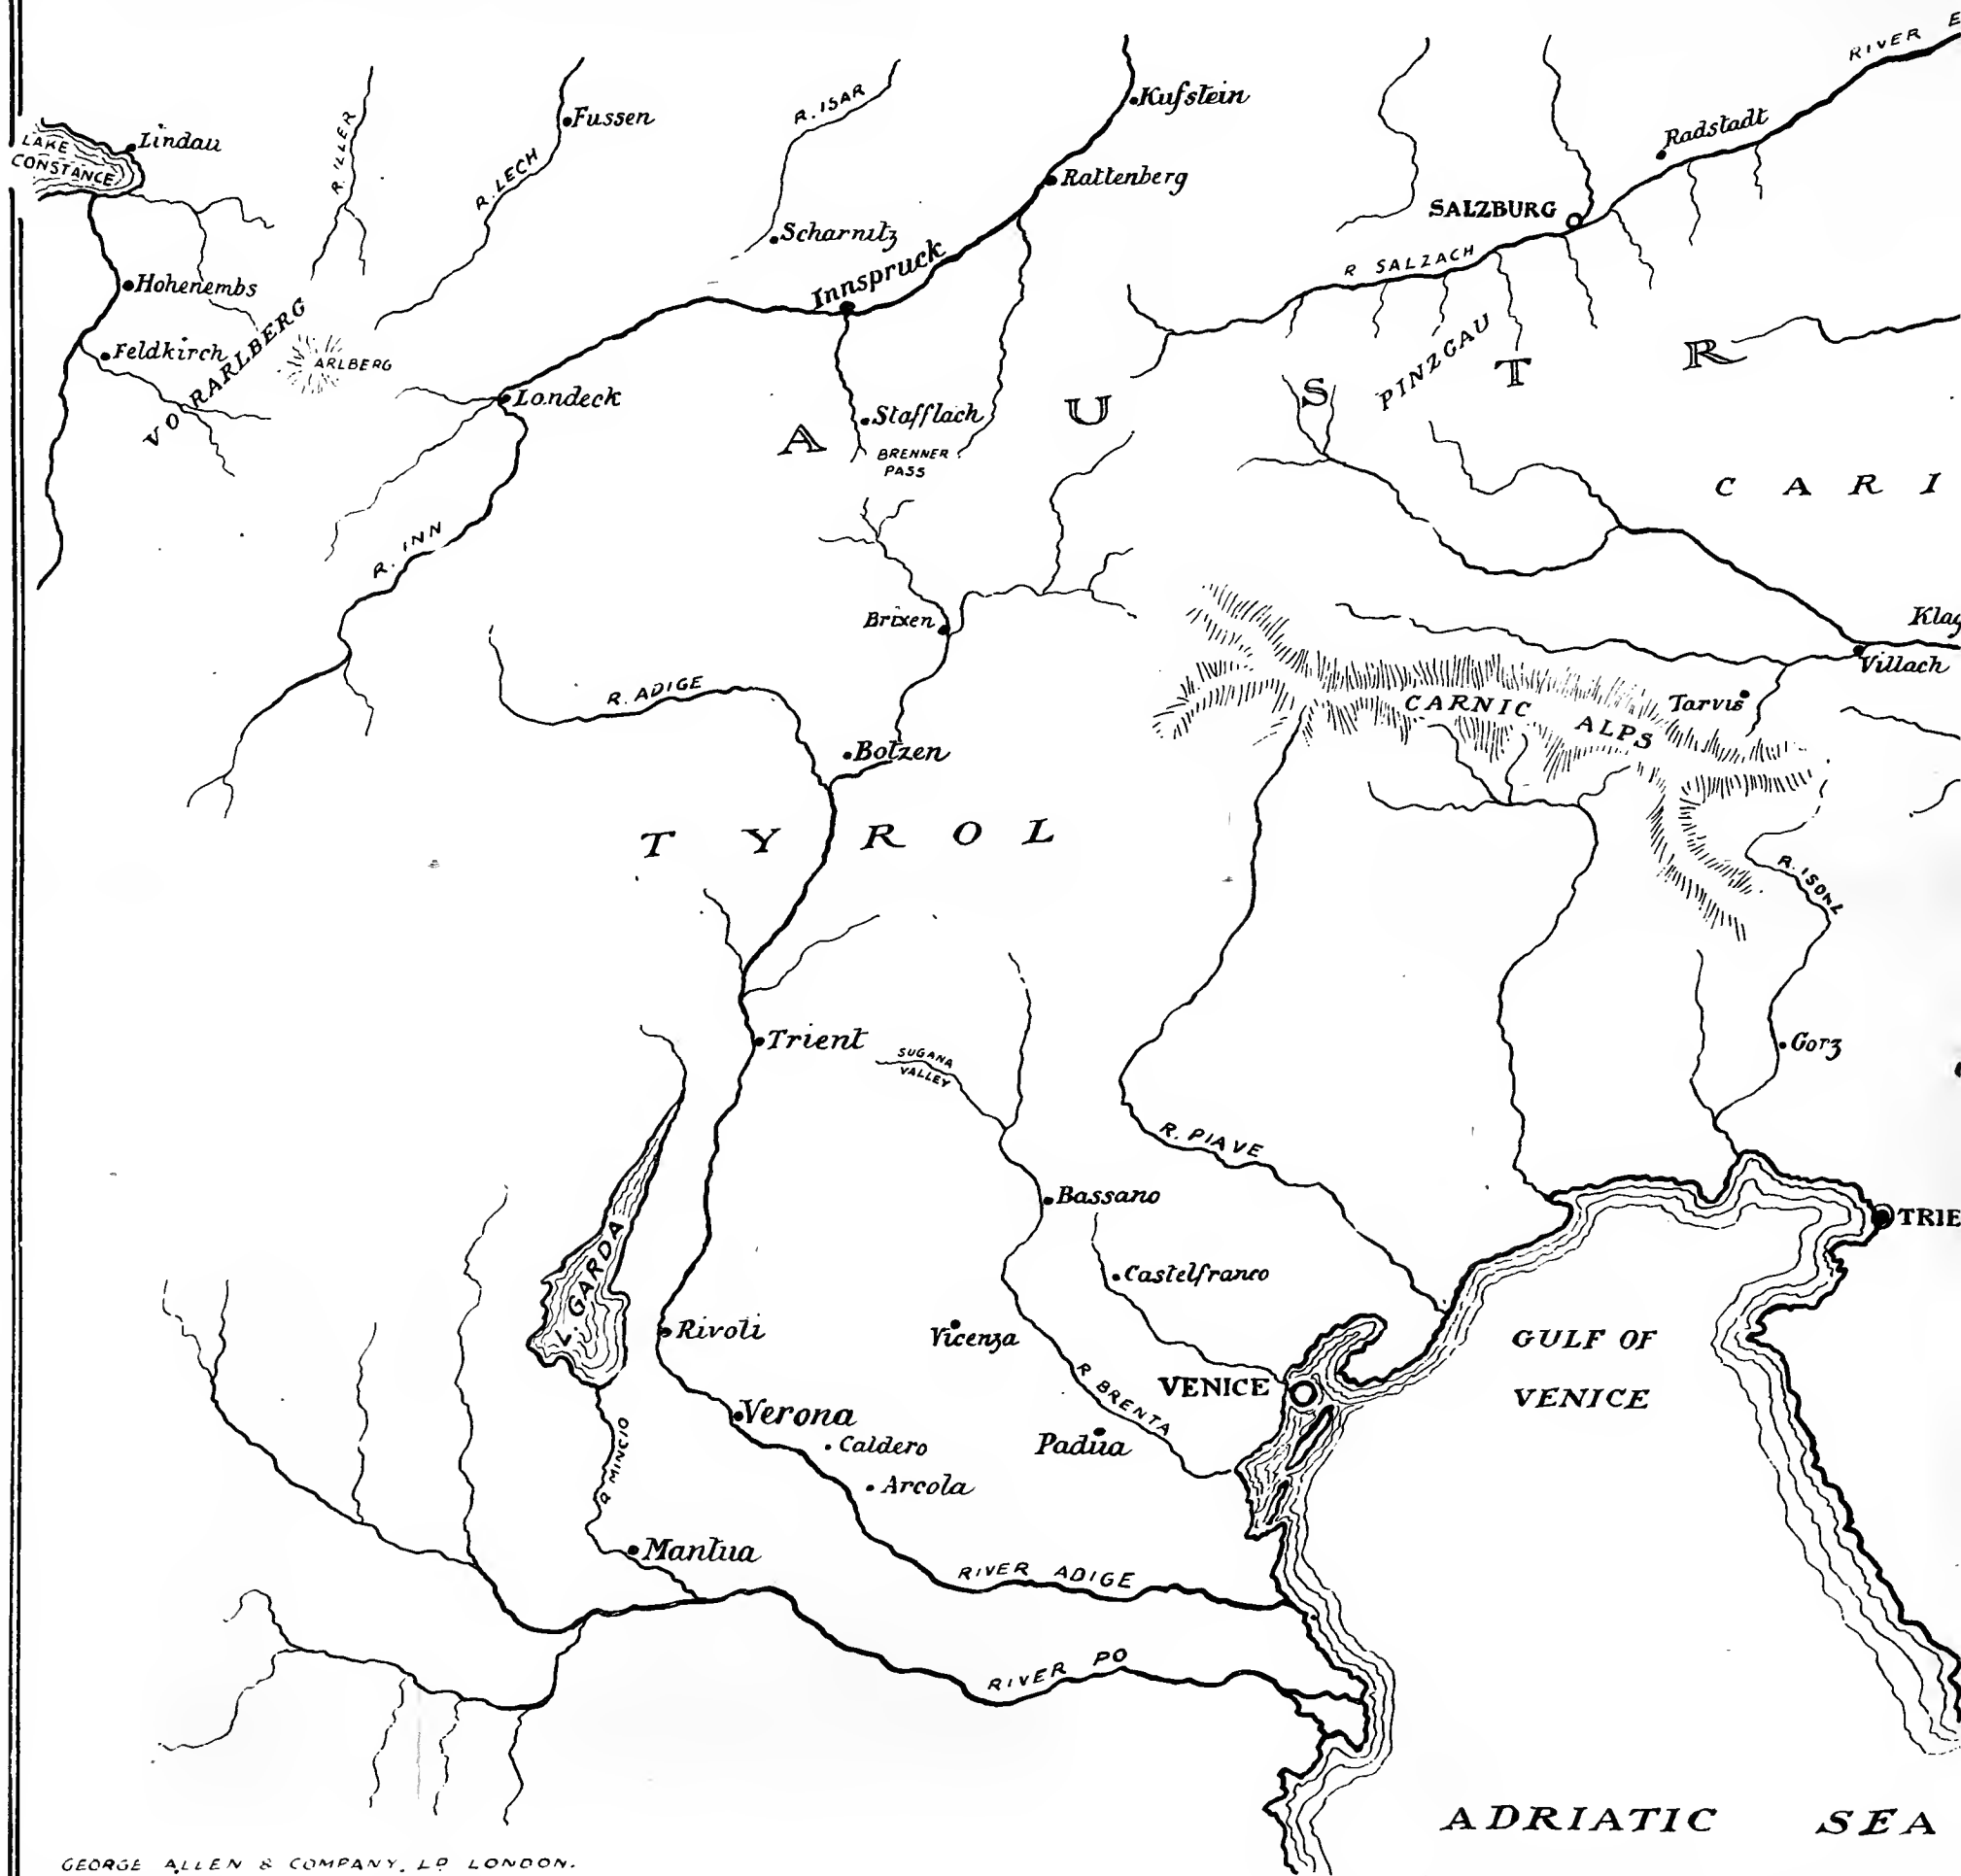 RIVER E
Kufstein
Fussen
R. ISAR
Radstadt
Lindau
LAKE
CONSTANCE
R. ILLER
R. LECH
Rattenberg
SALZBURG
Scharnitz
Innspruck
R SALZACH
Hohenembs
VORARLBERG
Feldkirch
ARLBERG
PINZGAU
A U S T R
Londeck
Stafflach
BRENNER
PASS
CARI
R. INN
Brixen
Klag
Villach
R. ADIGE
CARNIC ALPS
Tarvis
Botzen
TYROL
R. ISONZ
Trient
SUGANA
VALLEY
Gorz
R. PIAVE
Bassano
TRIE
L. GARDA
Castelfranco
Rivoli
Vicenza
GULF OF
VENICE
VENICE
R BRENTA
Verona
Caldero
Padua
R MINCIO
Arcola
Mantua
RIVER ADIGE
RIVER PO
ADRIATIC SEA
GEORGE ALLEN & COMPANY, LD LONDON.